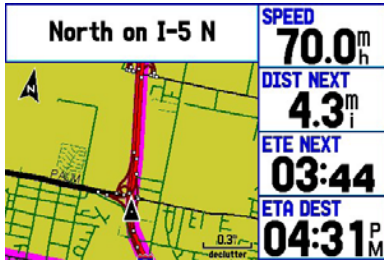 North on I-5 N
SPEED
70.0 mh
DIST NEXT
4.3 mi
ETE NEXT
03:44
ETA DEST
04:31 PM
N
PALM
0.3 mi
declutter